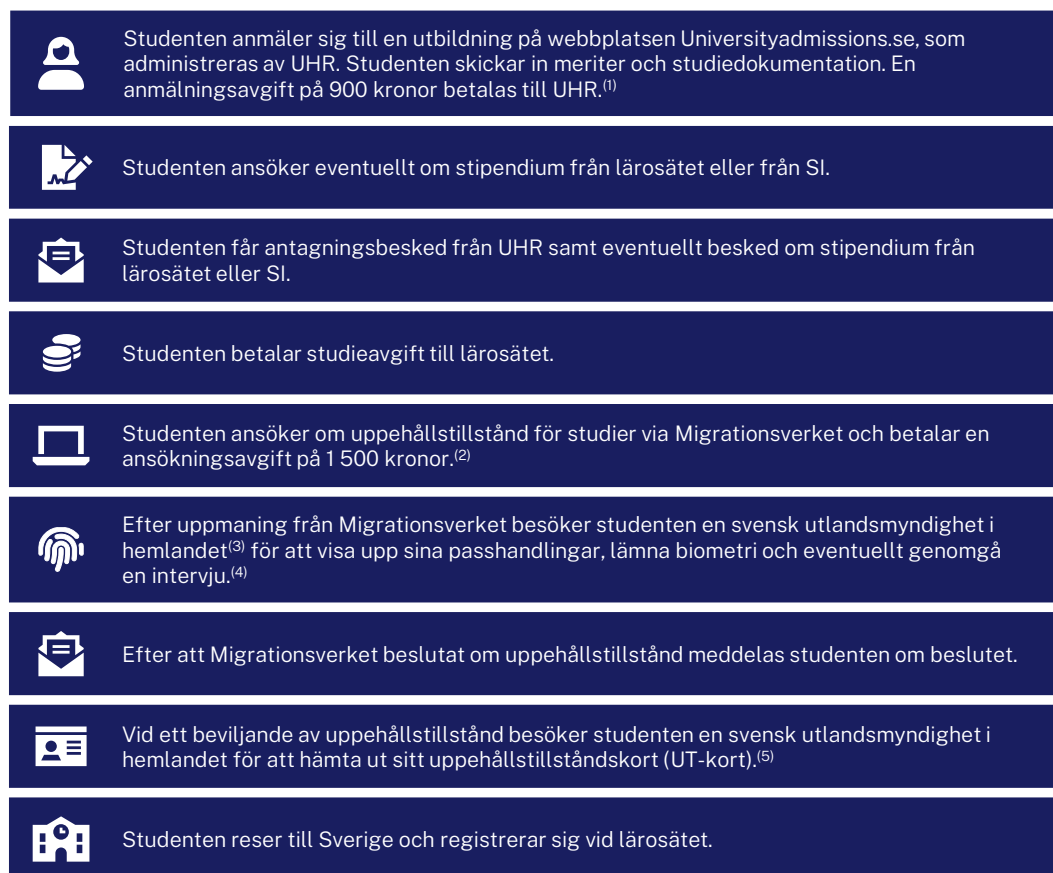 Studenten anmäler sig till en utbildning på webbplatsen Universityadmissions.se, som
administreras av UHR. Studenten skickar in meriter och studiedokumentation. En
anmälningsavgift på 900 kronor betalas till UHR.(1)
Studenten ansöker eventuellt om stipendium från lärosätet eller från SI.
Studenten får antagningsbesked från UHR samt eventuellt besked om stipendium från
lärosätet eller SI.
Studenten betalar studieavgift till lärosätet.
Studenten ansöker om uppehållstillstånd för studier via Migrationsverket och betalar en
ansökningsavgift på 1 500 kronor.(2)
Efter uppmaning från Migrationsverket besöker studenten en svensk utlandsmyndighet i
hemlandet(3) för att visa upp sina passhandlingar, lämna biometri och eventuellt genomgå
en intervju.(4)
Efter att Migrationsverket beslutat om uppehållstillstånd meddelas studenten om beslutet.
Vid ett beviljande av uppehållstillstånd besöker studenten en svensk utlandsmyndighet i
hemlandet för att hämta ut sitt uppehållstillståndskort (UT-kort).(5)
Studenten reser till Sverige och registrerar sig vid lärosätet.